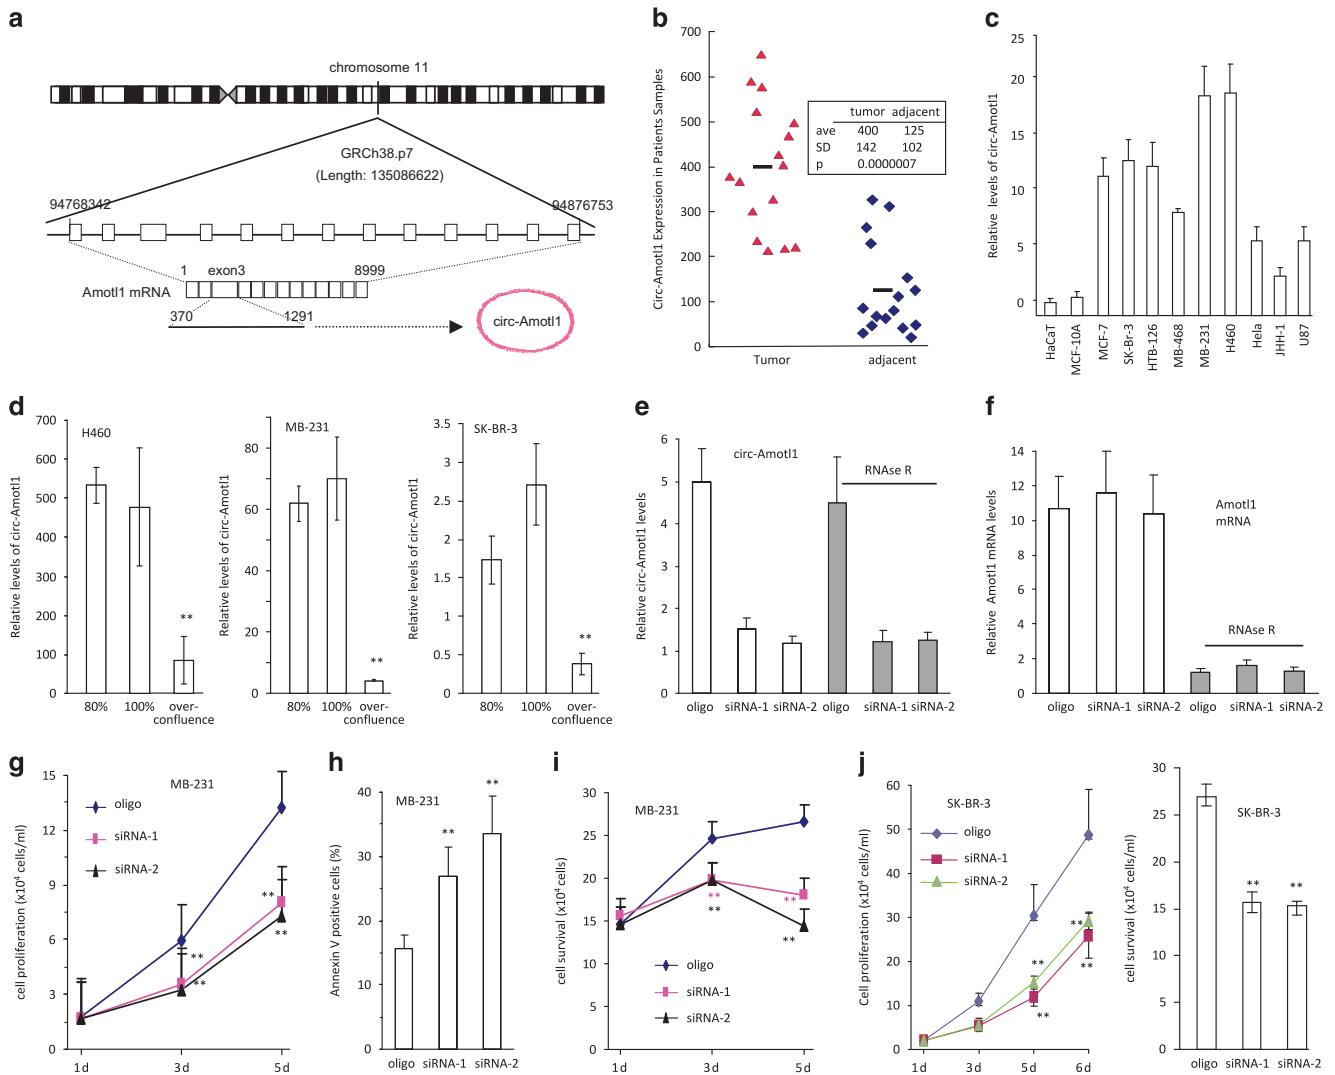 a
chromosome 11
GRCh38.p7
(Length: 135086622)
94768342
94876753
1 exon3 8999
Amotl1 mRNA
370 1291
circ-Amotl1
b
Circ-Amotl1 Expression in Patients Samples
700
600
500
400
300
200
100
0
tumor adjacent
ave 400 125
SD 142 102
p 0.0000007
Tumor adjacent
c
Relative levels of circ-Amotl1
25
20
15
10
5
0
HaCaT
MCF-10A
MCF-7
SK-Br-3
HTB-126
MB-468
MB-231
H460
Hela
JHH-1
U87
d
Relative levels of circ-Amotl1
700
600
500
400
300
200
100
0
H460
**
80% 100% over-confluence
Relative levels of circ-Amotl1
80
60
40
20
0
MB-231
**
80% 100% over-confluence
Relative levels of circ-Amotl1
3.5
3
2.5
2
1.5
1
0.5
0
SK-BR-3
**
80% 100% over-confluence
e
Relative circ-Amotl1 levels
6
5
4
3
2
1
0
circ-Amotl1
RNAse R
oligo siRNA-1 siRNA-2 oligo siRNA-1 siRNA-2
f
Relative Amotl1 mRNA levels
14
12
10
8
6
4
2
0
Amotl1
mRNA
RNAse R
oligo siRNA-1 siRNA-2 oligo siRNA-1 siRNA-2
g
cell proliferation (x10⁴ cells/ml)
15
12
9
6
3
0
MB-231
oligo
siRNA-1
siRNA-2
**
**
**
**
1d 3d 5d
h
Annexin V positive cells (%)
40
30
20
10
0
MB-231
**
**
oligo siRNA-1 siRNA-2
i
cell survival (x10⁴ cells)
30
25
20
15
10
5
0
MB-231
**
**
**
**
oligo
siRNA-1
siRNA-2
1d 3d 5d
j
Cell proliferation (x10⁴ cells/ml)
60
50
40
30
20
10
0
SK-BR-3
oligo
siRNA-1
siRNA-2
**
**
**
**
1d 3d 5d 6d
cell survival (x10⁴ cells/ml)
30
25
20
15
10
5
0
SK-BR-3
**
**
oligo siRNA-1 siRNA-2